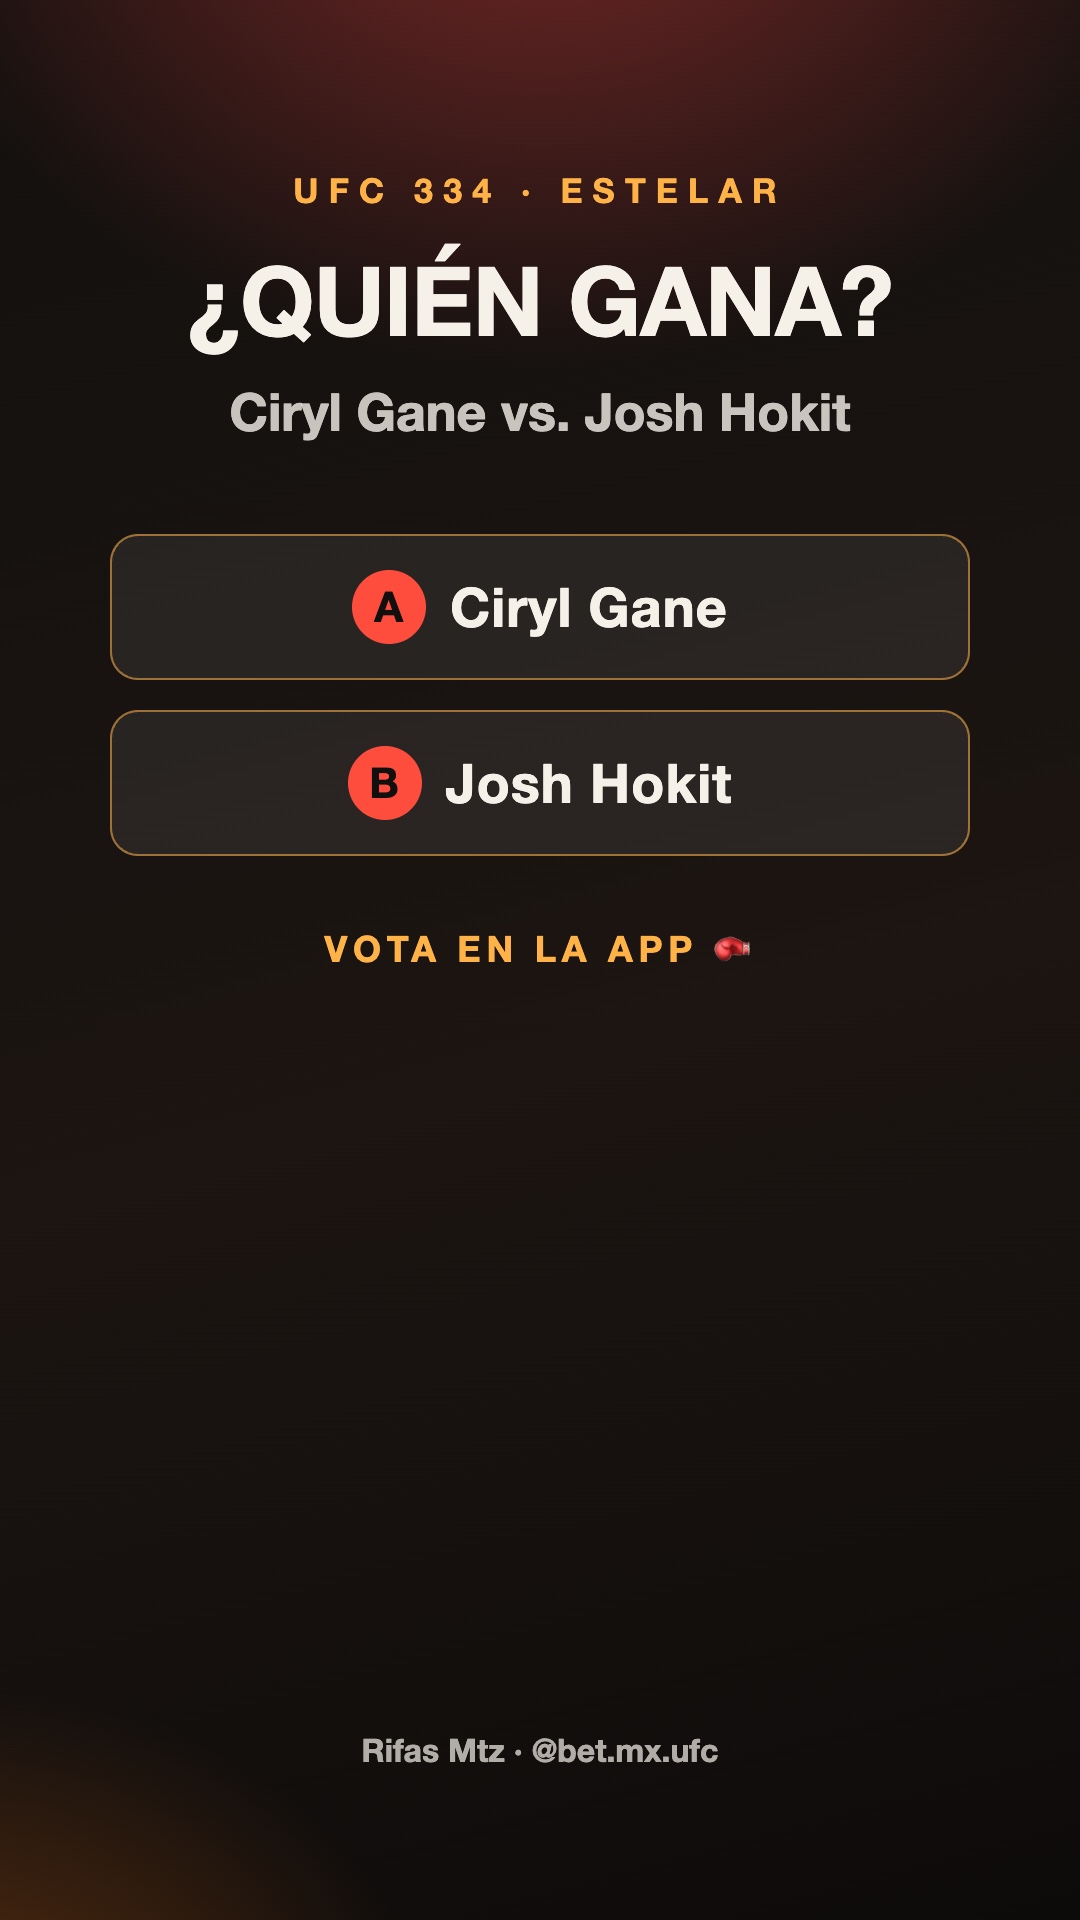 UFC 334 · ESTELAR
¿QUIÉN GANA?
Ciryl Gane vs. Josh Hokit
A Ciryl Gane
B Josh Hokit
VOTA EN LA APP 🥊
Rifas Mtz · @bet.mx.ufc